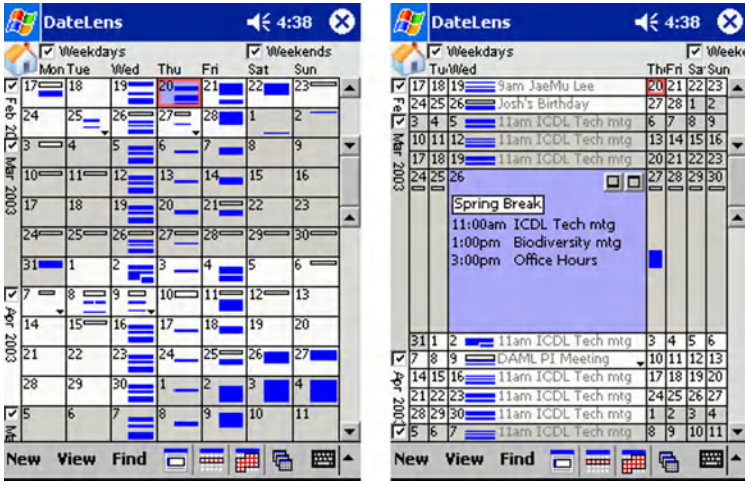 DateLens 4:38
Weekdays Weekends
Mon Tue Wed Thu Fri Sat Sun
17 18 19 20 21 22 23
Feb 20
24 25 26 27 28 1 2
3 4 5 6 7 8 9
Mar 2003
10 11 12 13 14 15 16
17 18 19 20 21 22 23
24 25 26 27 28 29 30
31 1 2 3 4 5 6
7 8 9 10 11 12 13
Apr 2003
14 15 16 17 18 19 20
21 22 23 24 25 26 27
28 29 30 1 2 3 4
5 6 7 8 9 10 11
Ma
New View Find
DateLens 4:38
Weekdays Weeke
Tu Wed Th Fri Sa Sun
17 18 19 9am JaeMu Lee 20 21 22 23
Fe
24 25 26 Josh's Birthday 27 28 1 2
3 4 5 11am ICDL Tech mtg 6 7 8 9
Mar 2003
10 11 12 11am ICDL Tech mtg 13 14 15 16
17 18 19 11am ICDL Tech mtg 20 21 22 23
24 25 26 27 28 29 30
Spring Break
11:00am ICDL Tech mtg
1:00pm Biodiversity mtg
3:00pm Office Hours
31 1 2 11am ICDL Tech mtg 3 4 5 6
7 8 9 DAML PI Meeting 10 11 12 13
Apr 2003
14 15 16 11am ICDL Tech mtg 17 18 19 20
21 22 23 11am ICDL Tech mtg 24 25 26 27
28 29 30 11am ICDL Tech mtg 1 2 3 4
5 6 7 11am ICDL Tech mtg 8 9 10 11
New View Find